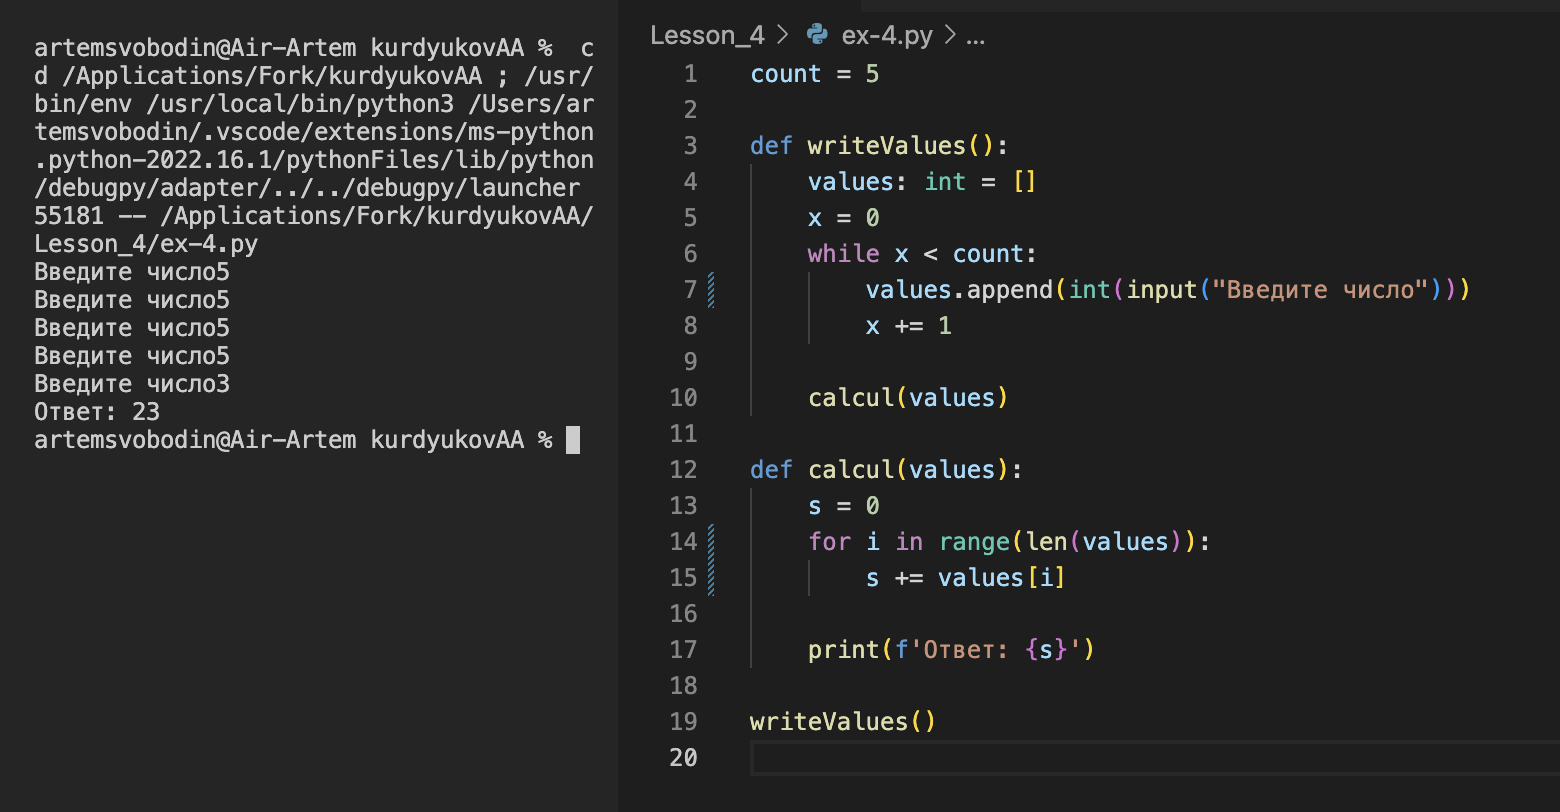 artemsvobodin@Air-Artem kurdyukovAA %  c
d /Applications/Fork/kurdyukovAA ; /usr/
bin/env /usr/local/bin/python3 /Users/ar
temsvobodin/.vscode/extensions/ms-python
.python-2022.16.1/pythonFiles/lib/python
/debugpy/adapter/../../debugpy/launcher
55181 -- /Applications/Fork/kurdyukovAA/
Lesson_4/ex-4.py
Введите число5
Введите число5
Введите число5
Введите число5
Введите число3
Ответ: 23
artemsvobodin@Air-Artem kurdyukovAA %
Lesson_4 > ex-4.py > ...
1 count = 5
2
3 def writeValues():
4     values: int = []
5     x = 0
6     while x < count:
7         values.append(int(input("Введите число")))
8         x += 1
9
10     calcul(values)
11
12 def calcul(values):
13     s = 0
14     for i in range(len(values)):
15         s += values[i]
16
17     print(f'Ответ: {s}')
18
19 writeValues()
20